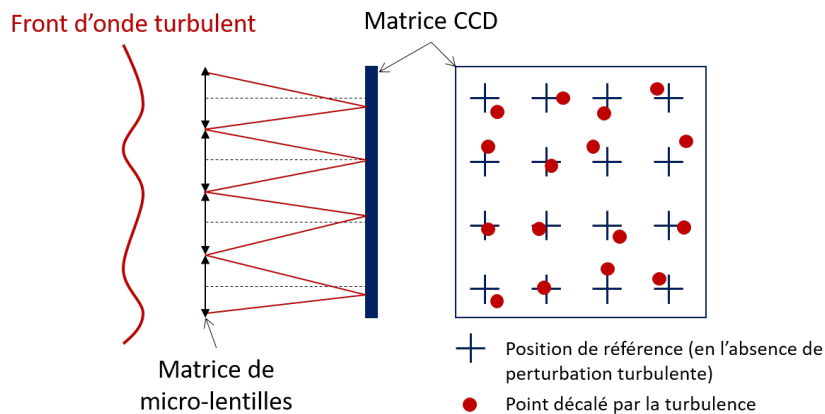 Front d'onde turbulent
Matrice CCD
Matrice de
micro-lentilles
Position de référence (en l'absence de
perturbation turbulente)
Point décalé par la turbulence